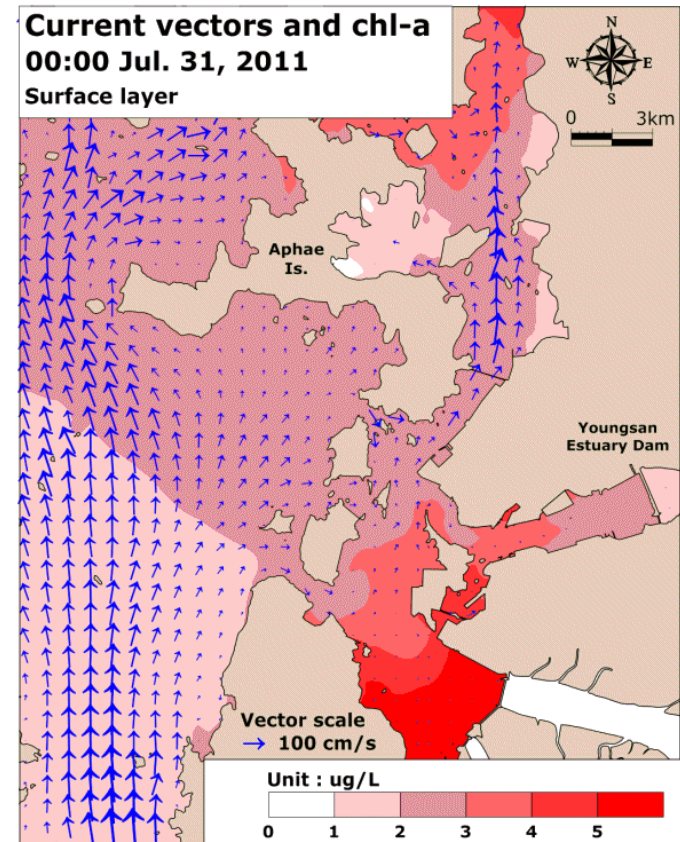 Current vectors and chl-a
00:00 Jul. 31, 2011
Surface layer
N
W E
S
0 3km
Aphae
Is.
Youngsan
Estuary Dam
Vector scale
→ 100 cm/s
Unit : ug/L
0 1 2 3 4 5